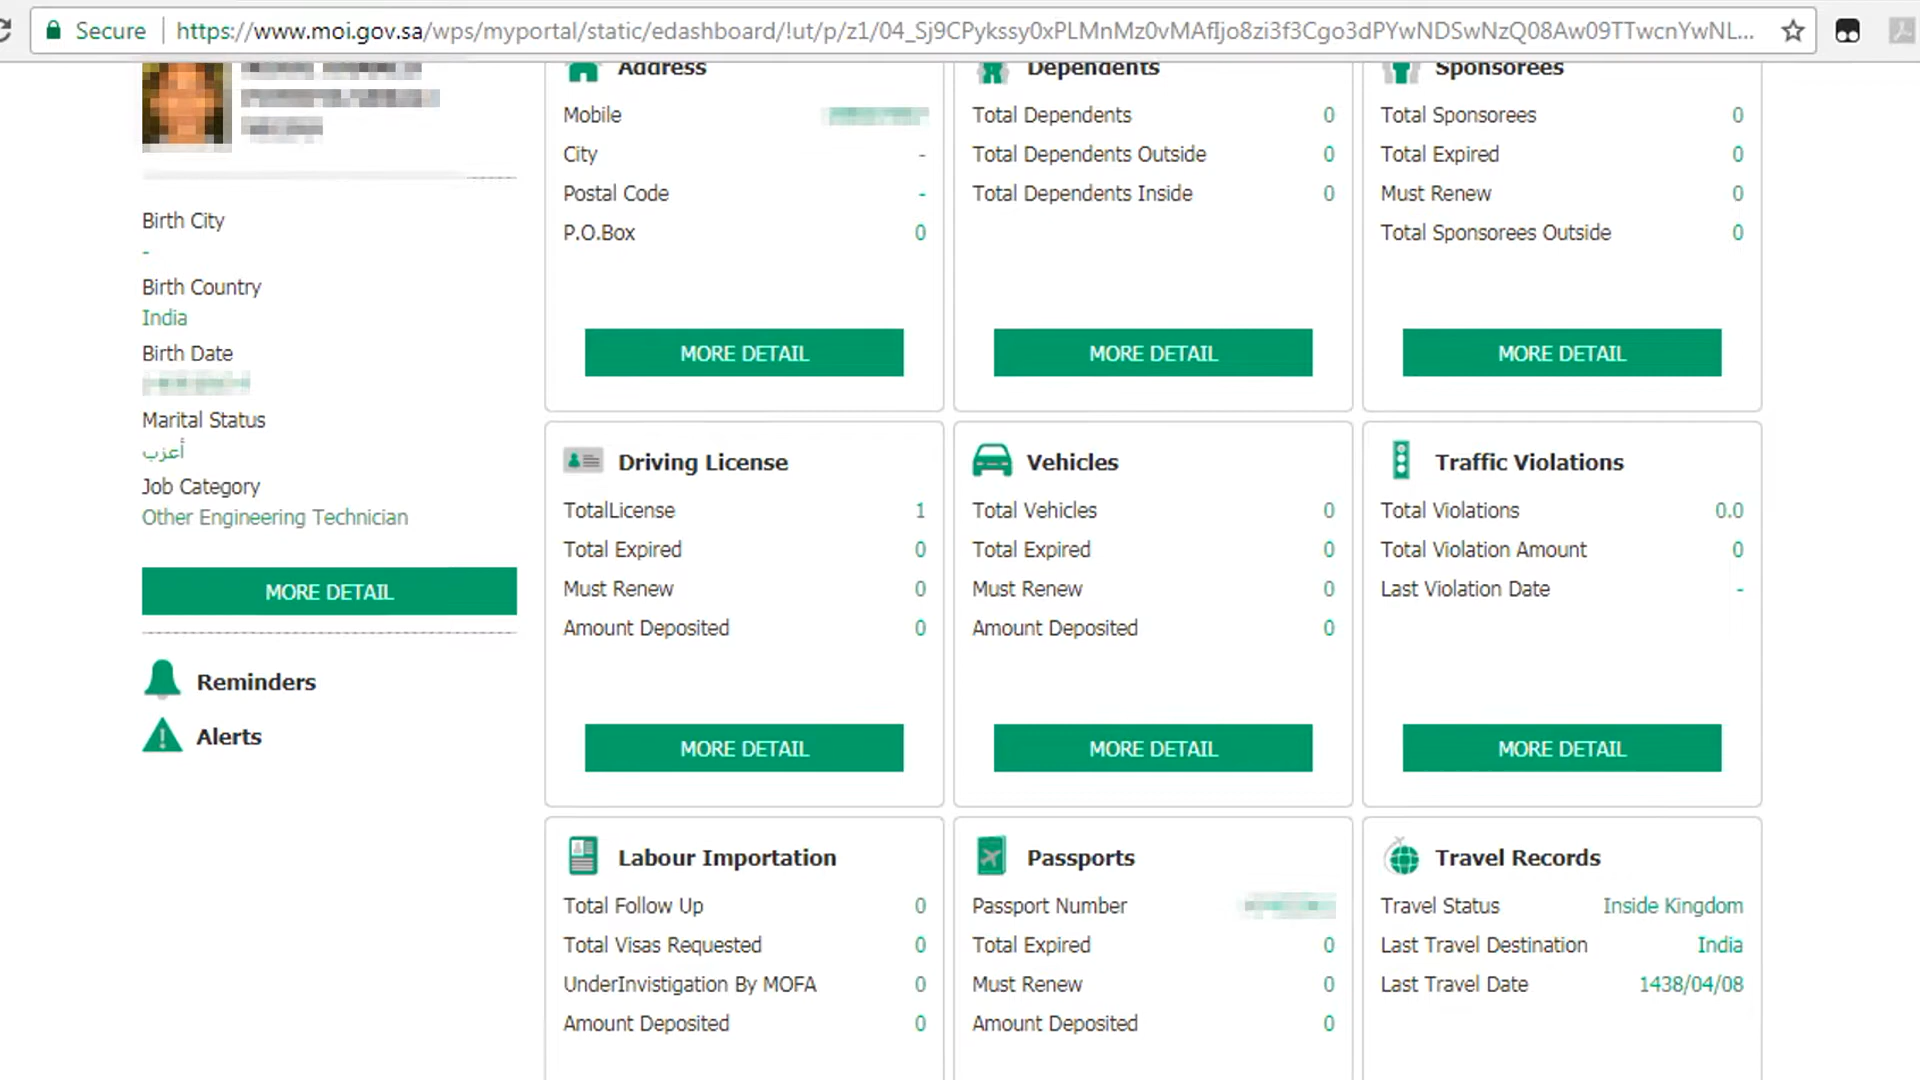 Secure
https://www.moi.gov.sa/wps/myportal/static/edashboard/!ut/p/z1/04_Sj9CPykssy0xPLMnMz0vMAfIjo8zi3f3Cgo3dPYwNDSwNzQ08Aw09TTwcnYwNL...
Birth City
-
Birth Country
India
Birth Date
Marital Status
أعزب
Job Category
Other Engineering Technician
MORE DETAIL
Reminders
Alerts
Address
Mobile
City -
Postal Code -
P.O.Box 0
MORE DETAIL
Dependents
Total Dependents 0
Total Dependents Outside 0
Total Dependents Inside 0
MORE DETAIL
Sponsorees
Total Sponsorees 0
Total Expired 0
Must Renew 0
Total Sponsorees Outside 0
MORE DETAIL
Driving License
TotalLicense 1
Total Expired 0
Must Renew 0
Amount Deposited 0
MORE DETAIL
Vehicles
Total Vehicles 0
Total Expired 0
Must Renew 0
Amount Deposited 0
MORE DETAIL
Traffic Violations
Total Violations 0.0
Total Violation Amount 0
Last Violation Date -
MORE DETAIL
Labour Importation
Total Follow Up 0
Total Visas Requested 0
UnderInvistigation By MOFA 0
Amount Deposited 0
Passports
Passport Number
Total Expired 0
Must Renew 0
Amount Deposited 0
Travel Records
Travel Status Inside Kingdom
Last Travel Destination India
Last Travel Date 1438/04/08